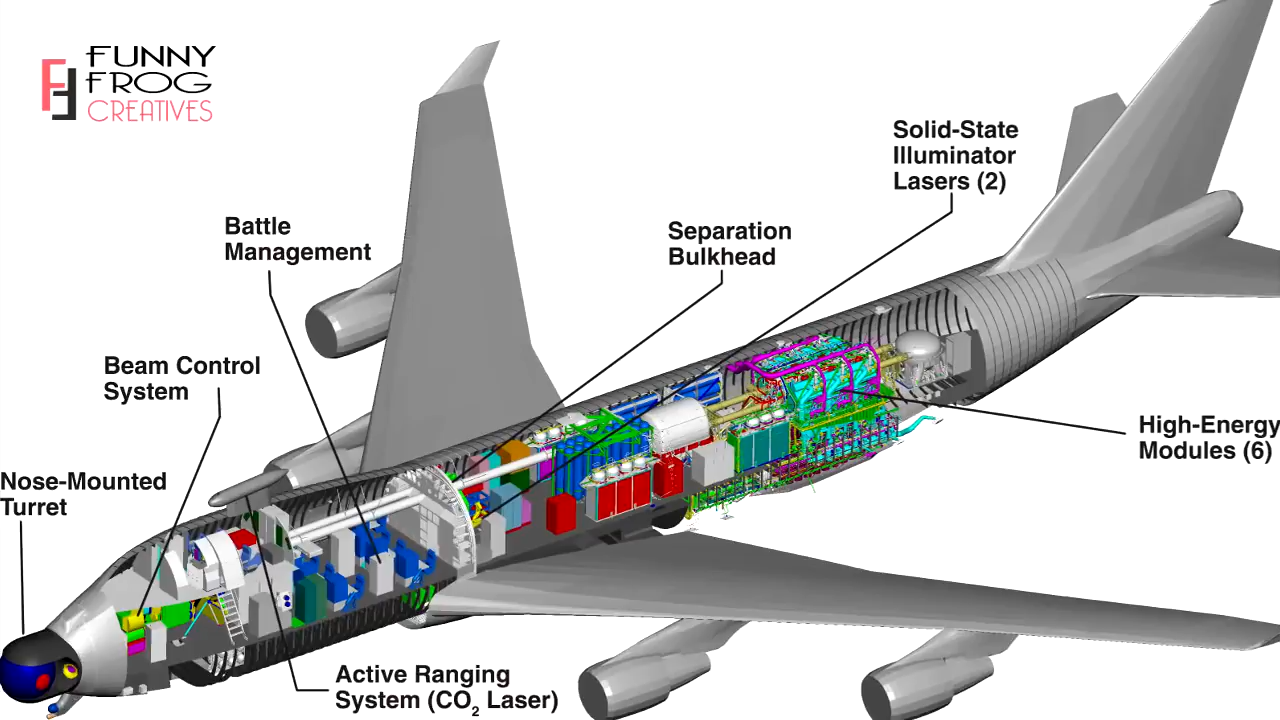 FUNNY
FROG
CREATIVES
Solid-State
Illuminator
Lasers (2)
Battle
Management
Separation
Bulkhead
Beam Control
System
High-Energy
Modules (6)
Nose-Mounted
Turret
Active Ranging
System (CO₂ Laser)